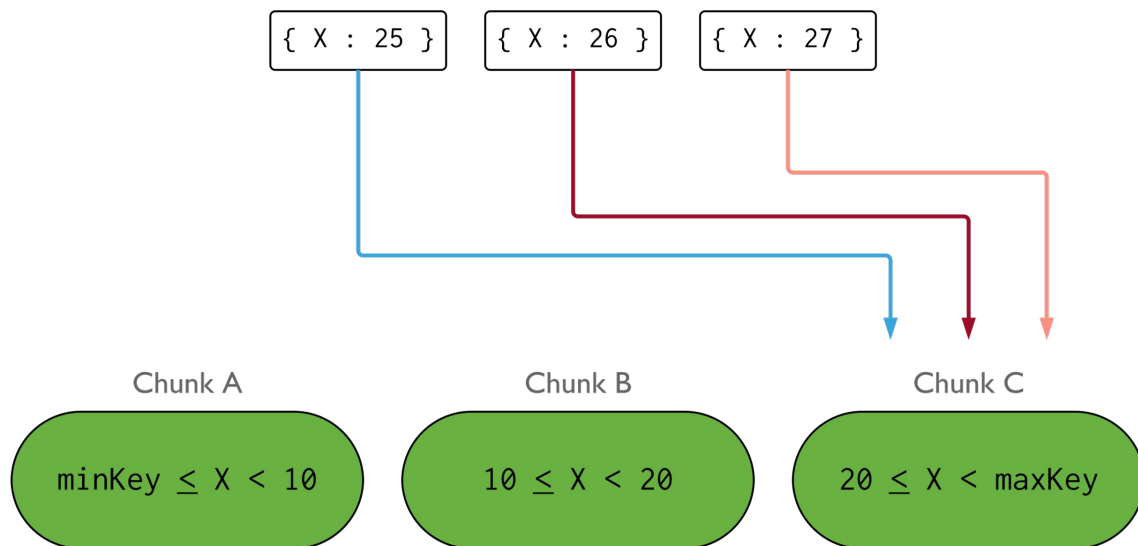 { X : 25 } { X : 26 } { X : 27 }
Chunk A Chunk B Chunk C
minKey ≤ X < 10 10 ≤ X < 20 20 ≤ X < maxKey